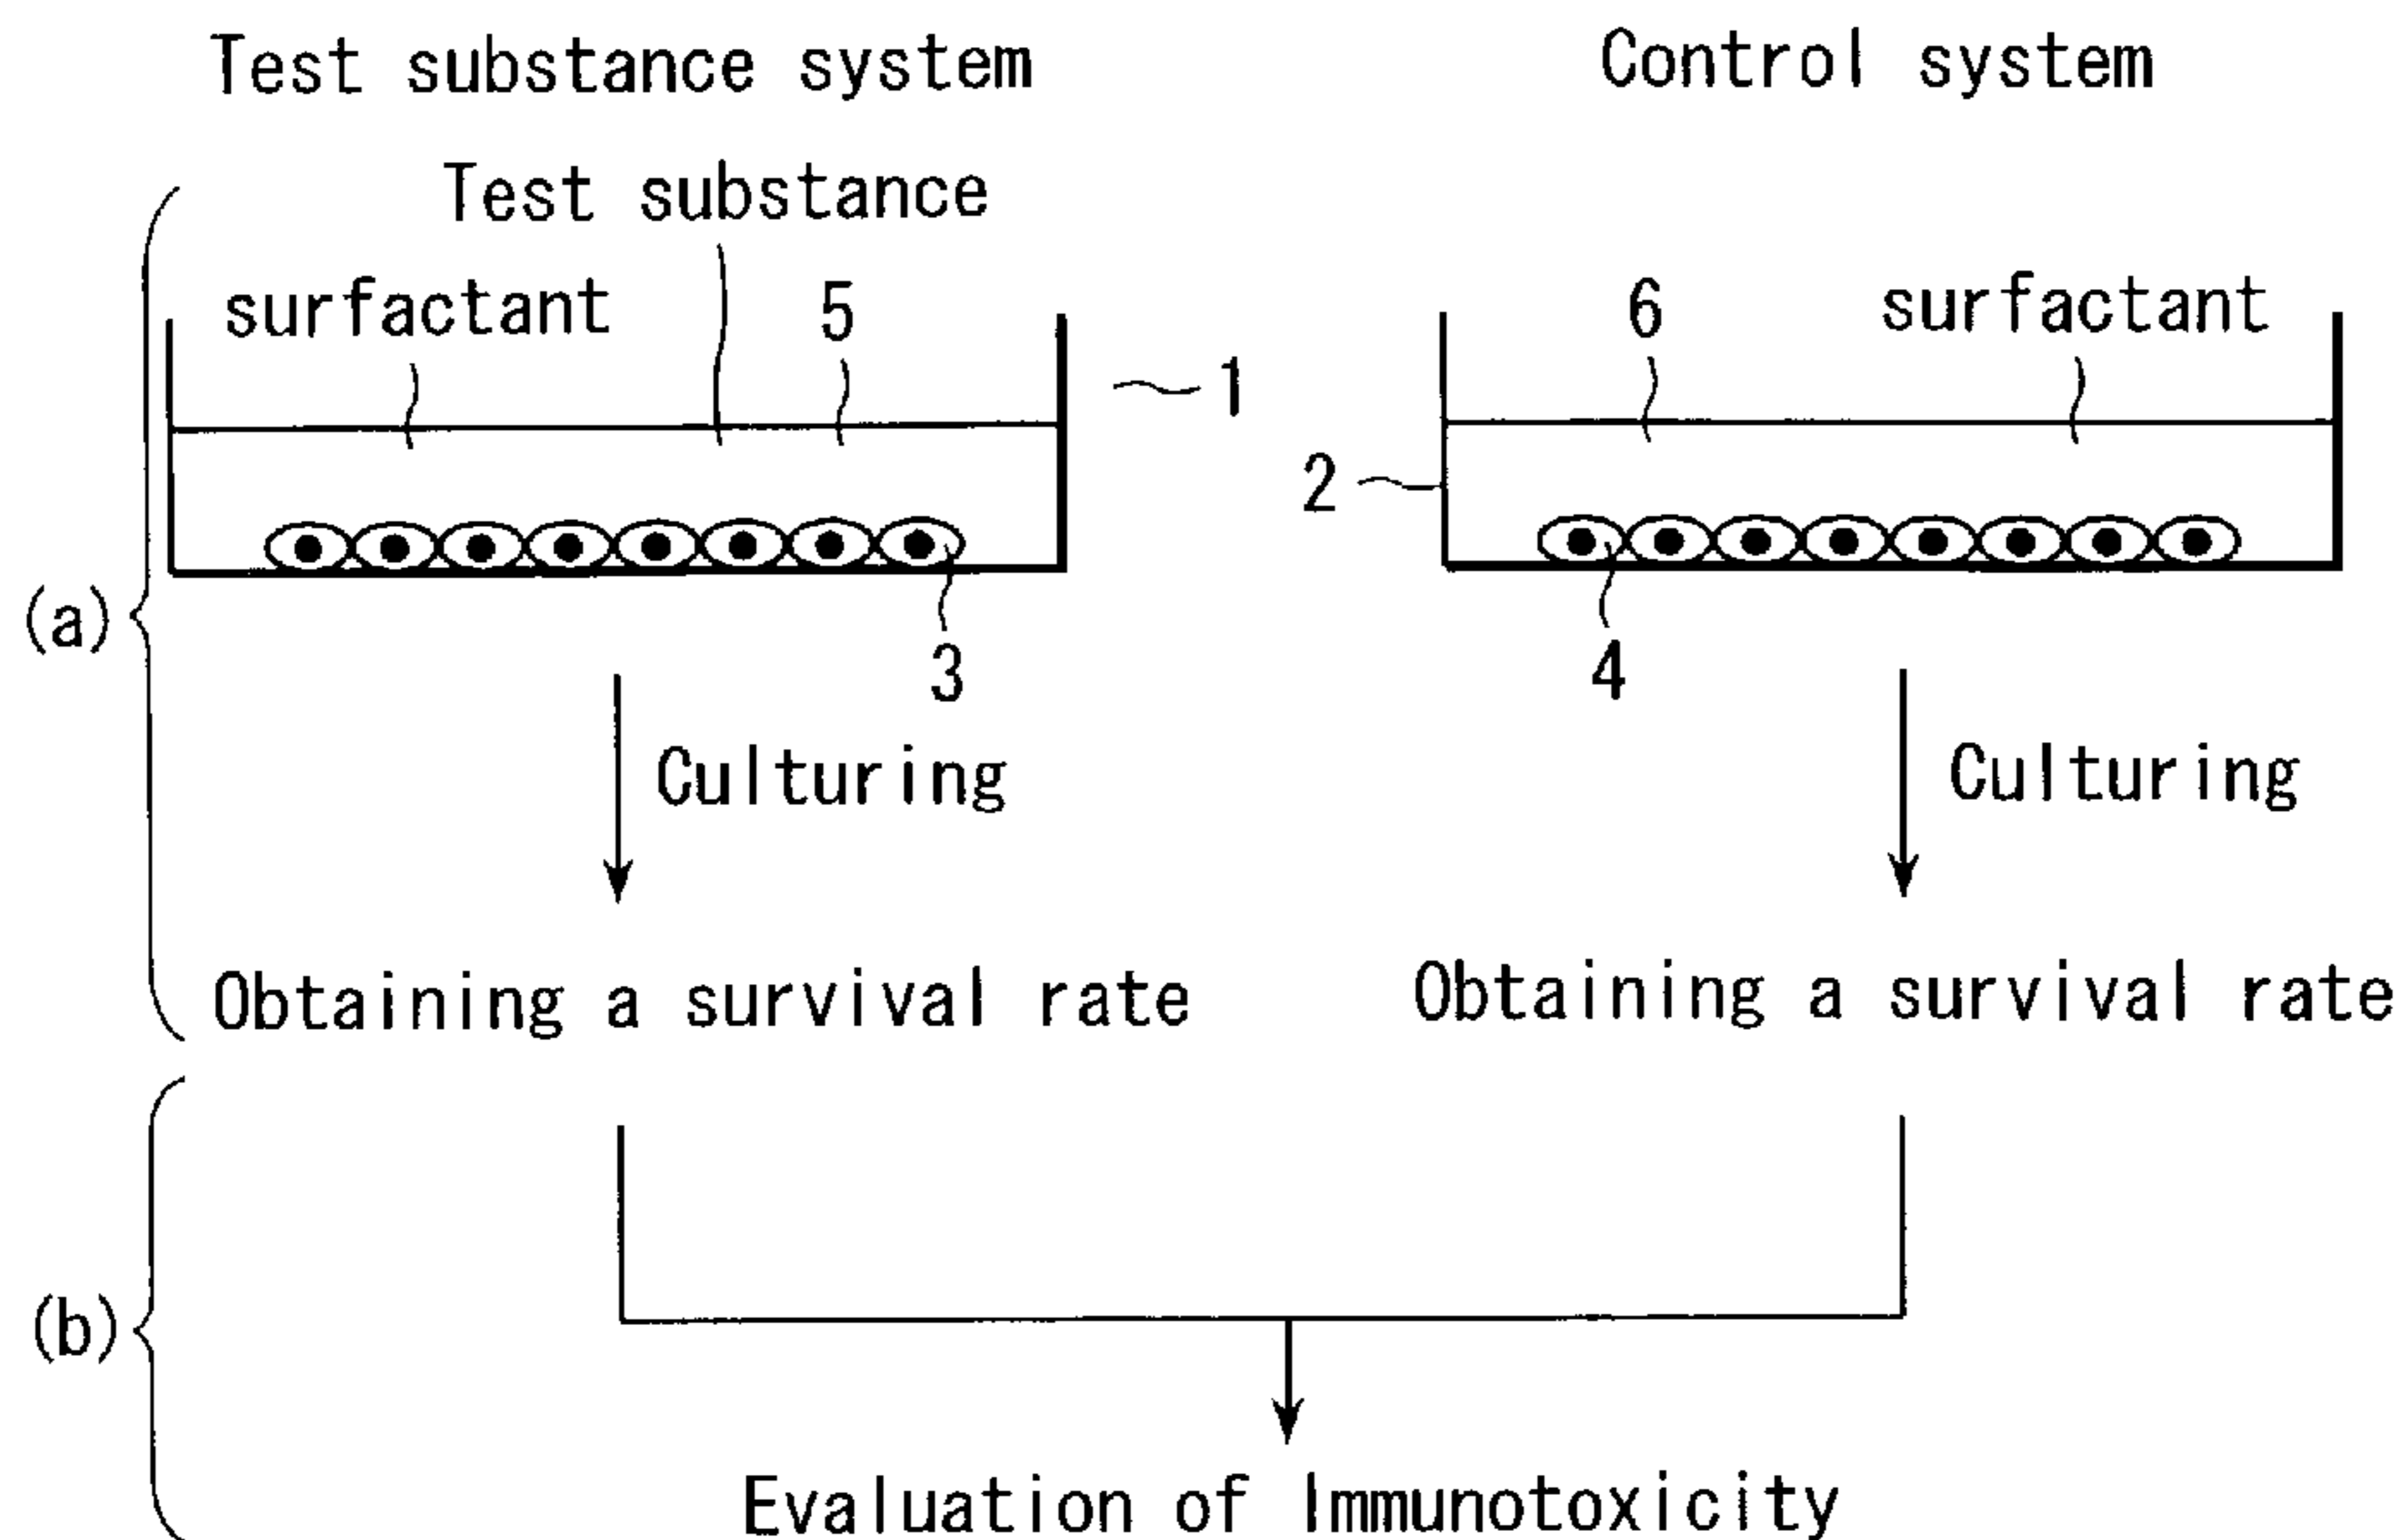 Test substance system
Control system
Test substance
surfactant
5
1
6
surfactant
2
(a)
3
4
Culturing
Culturing
Obtaining a survival rate
Obtaining a survival rate
(b)
Evaluation of Immunotoxicity